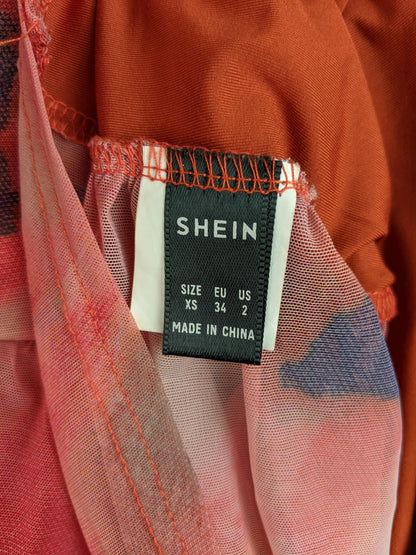 SHEIN
SIZE EU US
XS 34 2
MADE IN CHINA